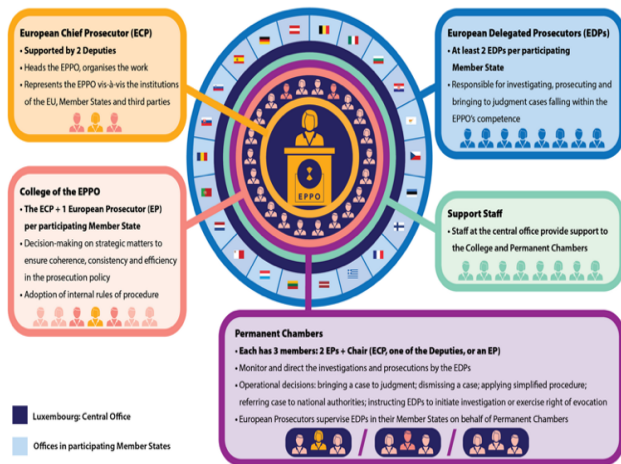 European Chief Prosecutor (ECP)
• Supported by 2 Deputies
• Heads the EPPO, organises the work
• Represents the EPPO vis-à-vis the institutions
of the EU, Member States and third parties
European Delegated Prosecutors (EDPs)
• At least 2 EDPs per participating
Member State
• Responsible for investigating, prosecuting and
bringing to judgment cases falling within the
EPPO's competence
EPPO
College of the EPPO
• The ECP + 1 European Prosecutor (EP)
per participating Member State
• Decision-making on strategic matters to
ensure coherence, consistency and efficiency
in the prosecution policy
• Adoption of internal rules of procedure
Support Staff
• Staff at the central office provide support to
the College and Permanent Chambers
Permanent Chambers
• Each has 3 members: 2 EPs + Chair (ECP, one of the Deputies, or an EP)
• Monitor and direct the investigations and prosecutions by the EDPs
• Operational decisions: bringing a case to judgment; dismissing a case; applying simplified procedure;
referring case to national authorities; instructing EDPs to initiate investigation or exercise right of evocation
• European Prosecutors supervise EDPs in their Member States on behalf of Permanent Chambers
Luxembourg: Central Office
Offices in participating Member States